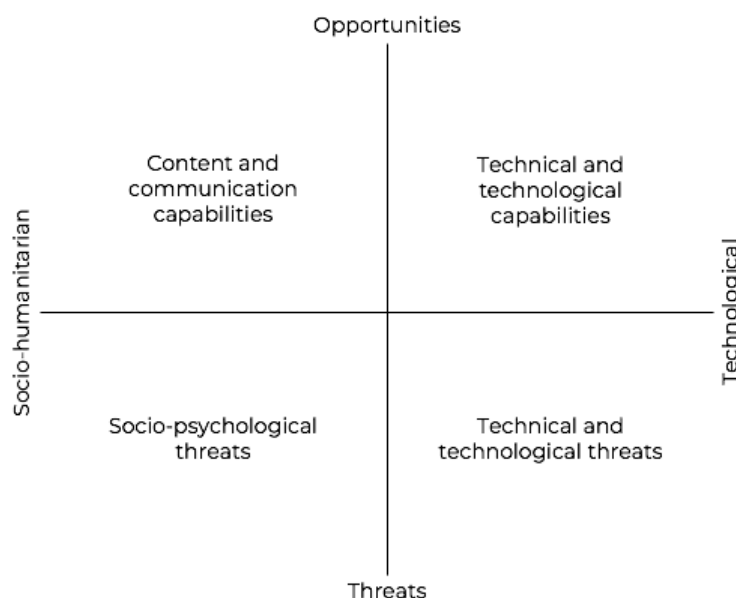 Opportunities
Content and
communication
capabilities
Technical and
technological
capabilities
Socio-humanitarian
Technological
Socio-psychological
threats
Technical and
technological threats
Threats